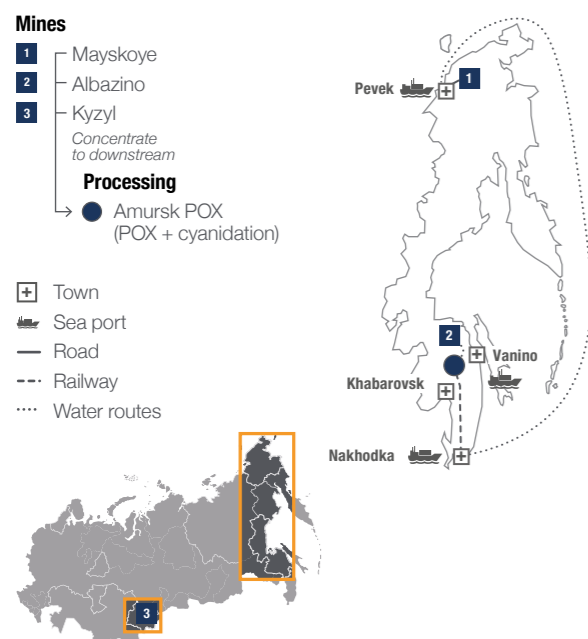 Mines
1 Mayskoye
2 Albazino
3 Kyzyl
Concentrate
to downstream
Processing
Amursk POX
(POX + cyanidation)
Town
Sea port
Road
Railway
Water routes
Pevek
1
2
Vanino
Khabarovsk
Nakhodka
3